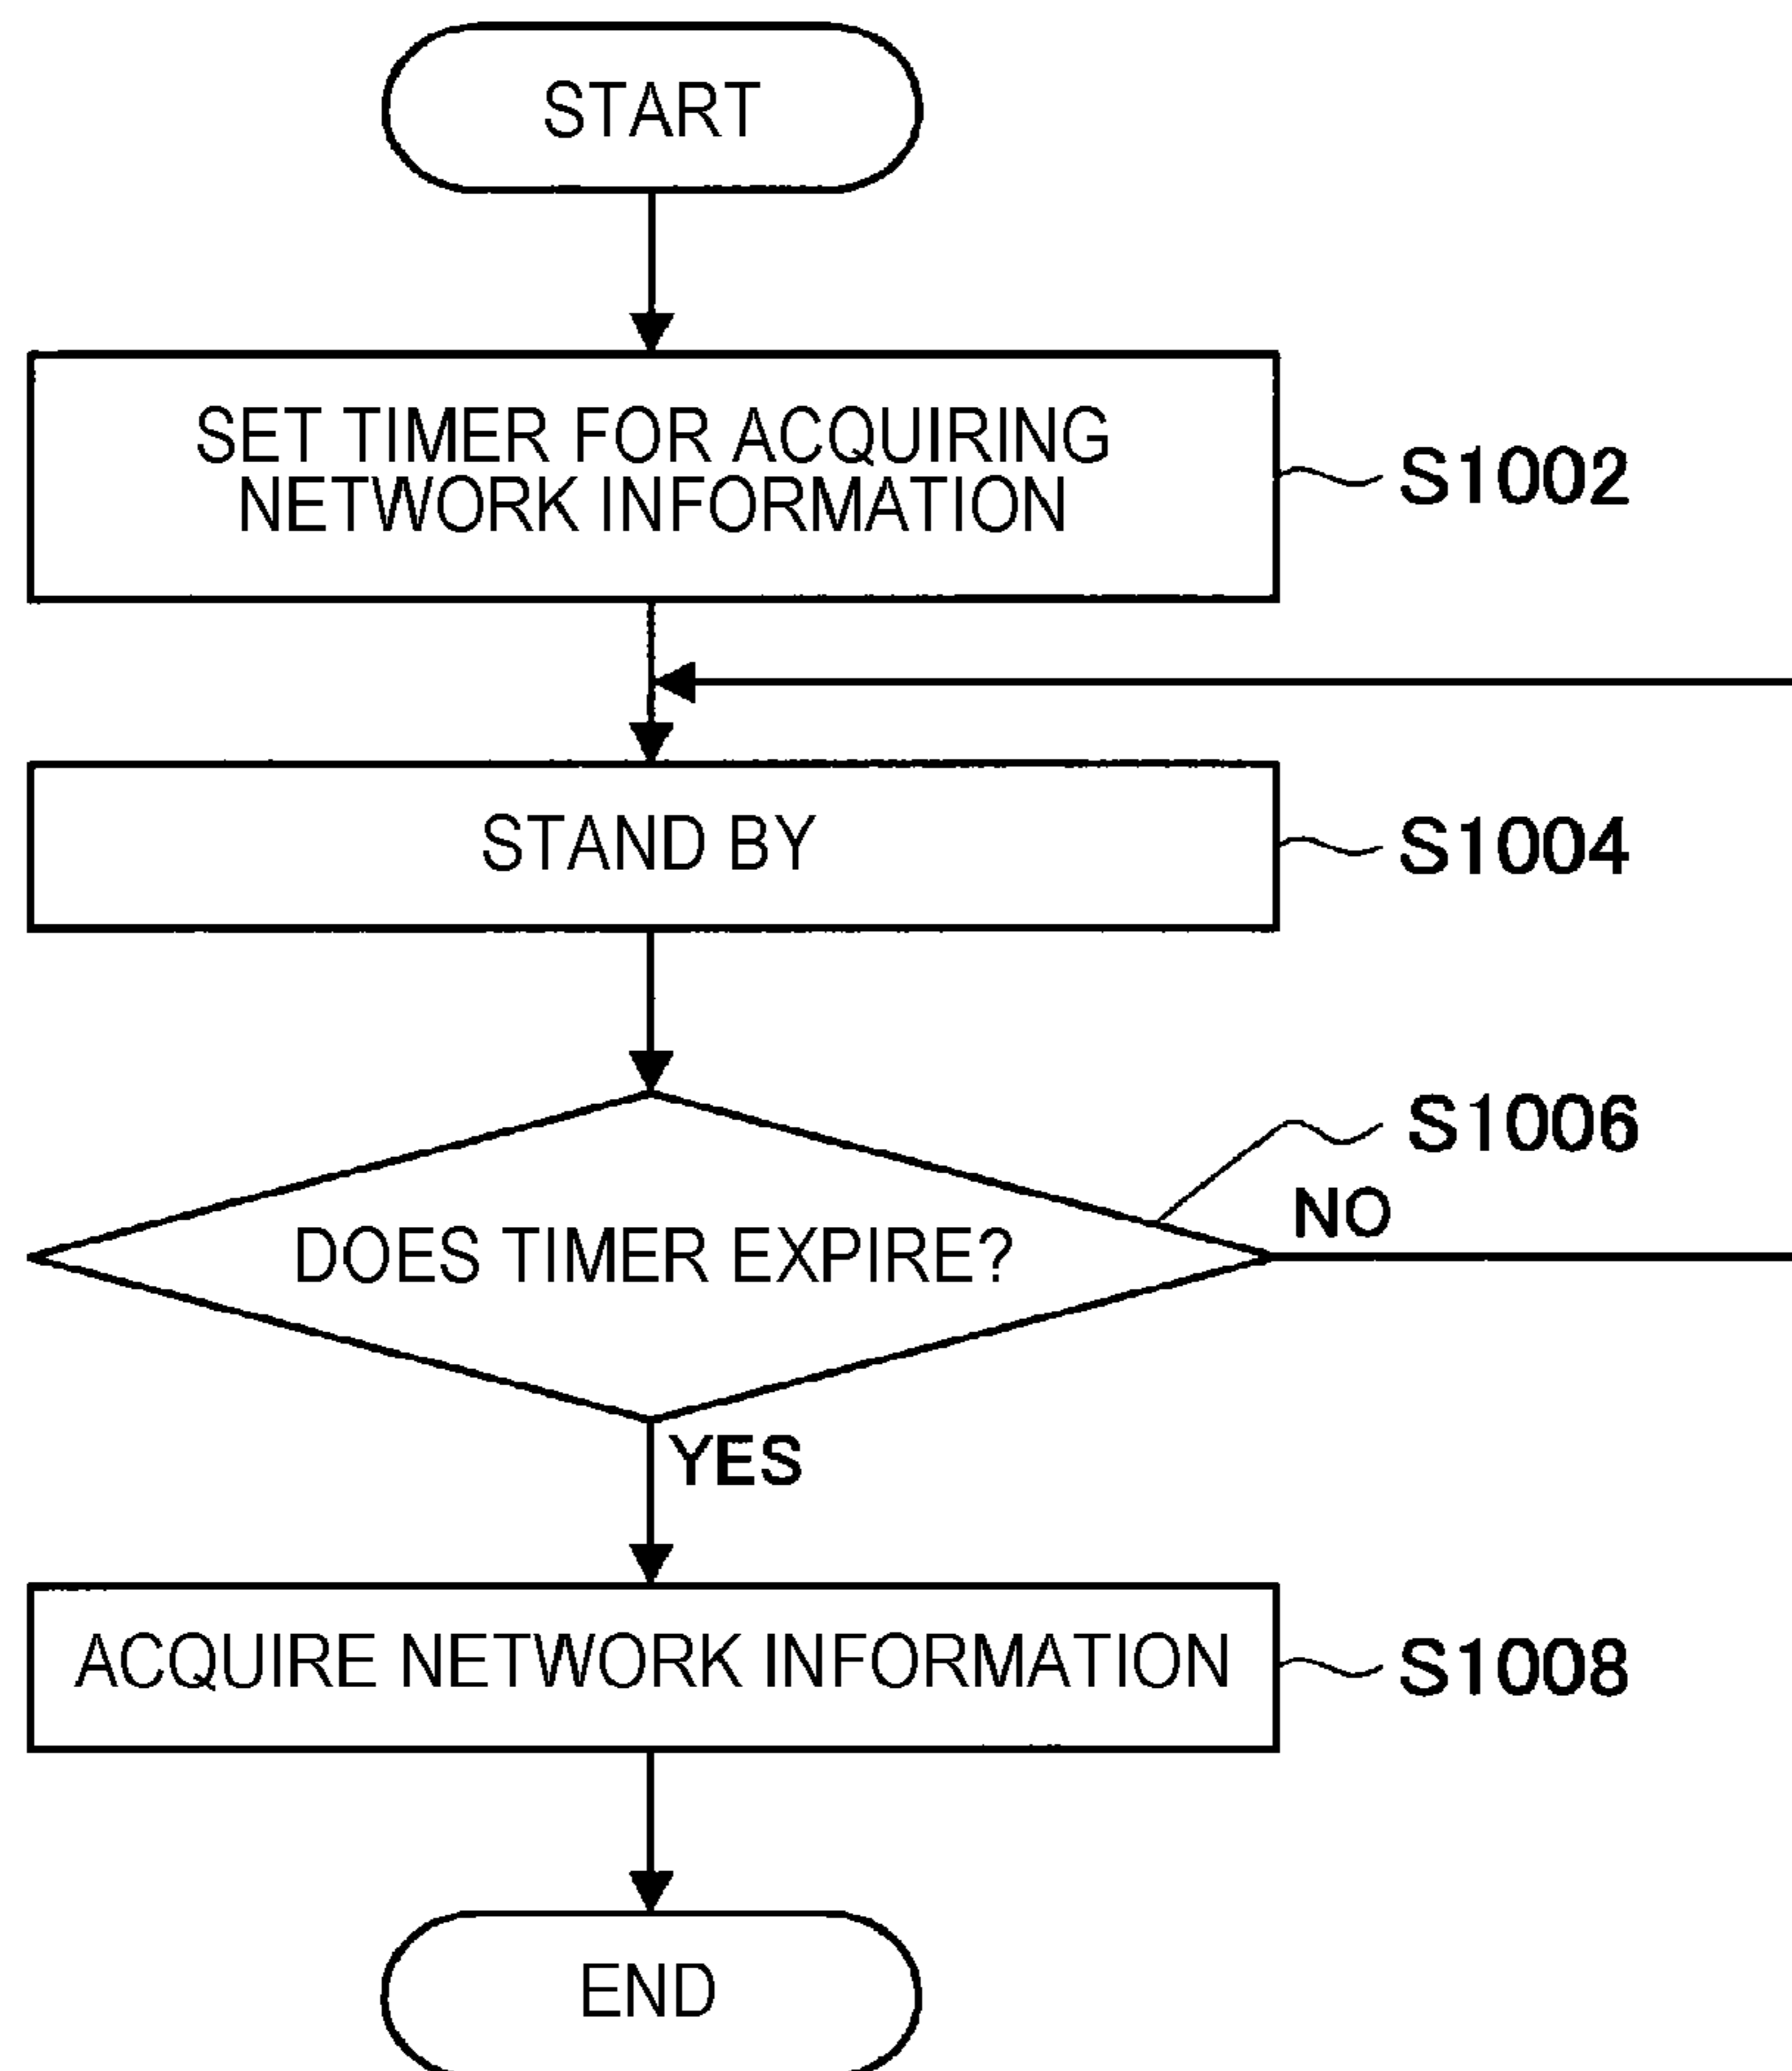 START
SET TIMER FOR ACQUIRING
NETWORK INFORMATION
S1002
STAND BY
S1004
S1006
NO
DOES TIMER EXPIRE?
YES
ACQUIRE NETWORK INFORMATION
S1008
END